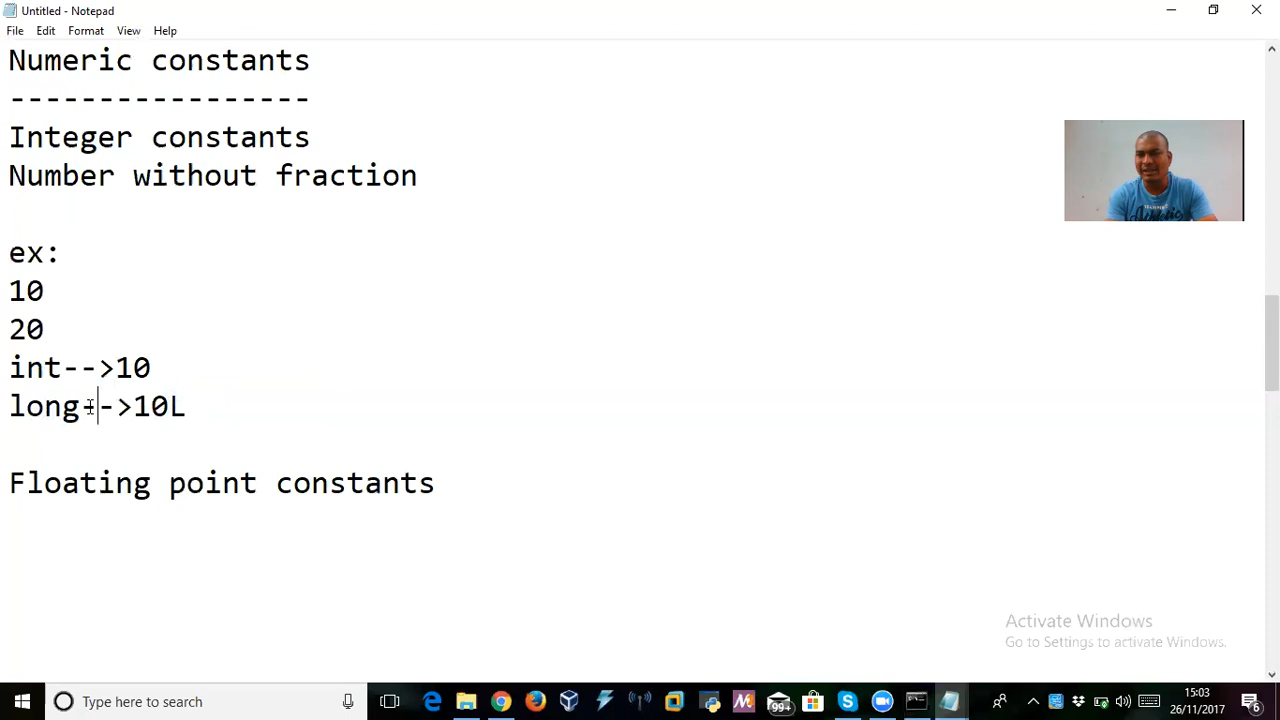 Untitled - Notepad
File Edit Format View Help
Numeric constants
-----------------
Integer constants
Number without fraction
ex:
10
20
int-->10
long-->10L
Floating point constants
Activate Windows
Go to Settings to activate Windows.
Type here to search
99+
15:03
26/11/2017
6